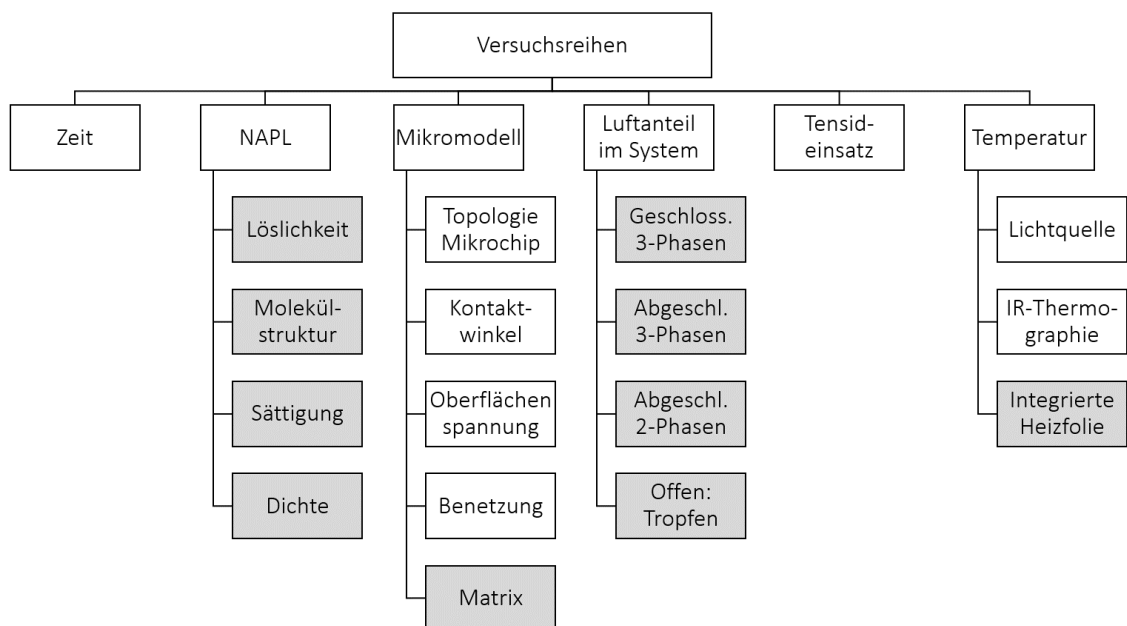 Versuchsreihen
Zeit
NAPL
Mikromodell
Luftanteil
im System
Tensid-
einsatz
Temperatur
Löslichkeit
Molekül-
struktur
Sättigung
Dichte
Topologie
Mikrochip
Kontakt-
winkel
Oberflächen
spannung
Benetzung
Matrix
Geschloss.
3-Phasen
Abgeschl.
3-Phasen
Abgeschl.
2-Phasen
Offen:
Tropfen
Lichtquelle
IR-Thermo-
graphie
Integrierte
Heizfolie